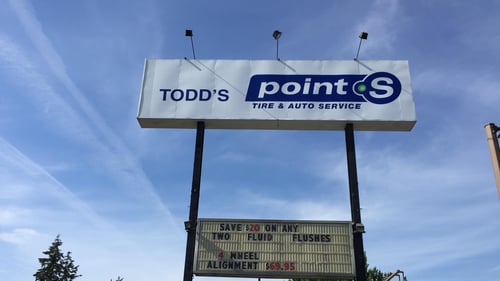 TODD'S point S
TIRE & AUTO SERVICE
SAVE $20 ON ANY
TWO FLUID FLUSHES
4 WHEEL
ALIGNMENT $69.95